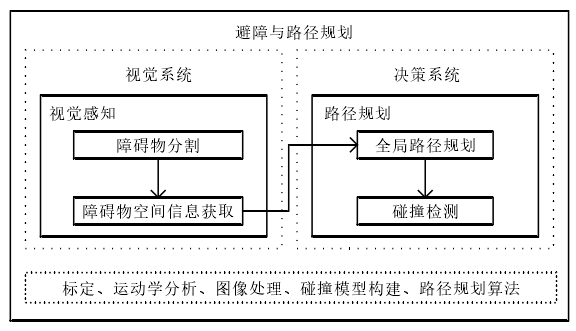 避障与路径规划
视觉系统
视觉感知
障碍物分割
障碍物空间信息获取
决策系统
路径规划
全局路径规划
碰撞检测
标定、运动学分析、图像处理、碰撞模型构建、路径规划算法